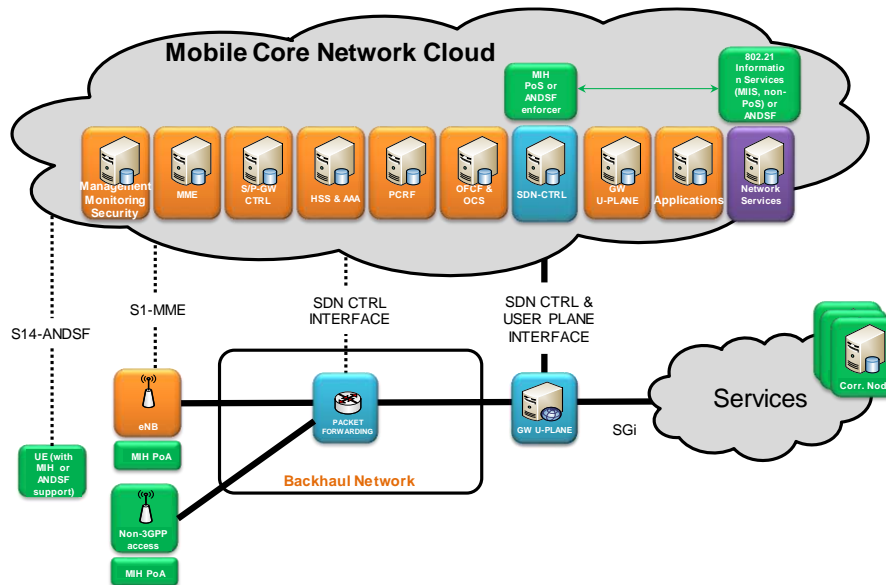 Mobile Core Network Cloud
MIH
PoS or
ANDSF
enforcer
802.21
Informatio
n Services
(MIIS, non-
PoS) or
ANDSF
Management
Monitoring
Security
MME
S/P-GW
CTRL
HSS & AAA
PCRF
OFCF &
OCS
SDN-CTRL
GW
U-PLANE
Applications
Network
Services
S14-ANDSF
S1-MME
SDN CTRL
INTERFACE
SDN CTRL &
USER PLANE
INTERFACE
eNB
MIH PoA
PACKET
FORWARDING
GW U-PLANE
SGi
Services
Corr. Node
UE (with
MIH or
ANDSF
support)
Backhaul Network
Non-3GPP
access
MIH PoA